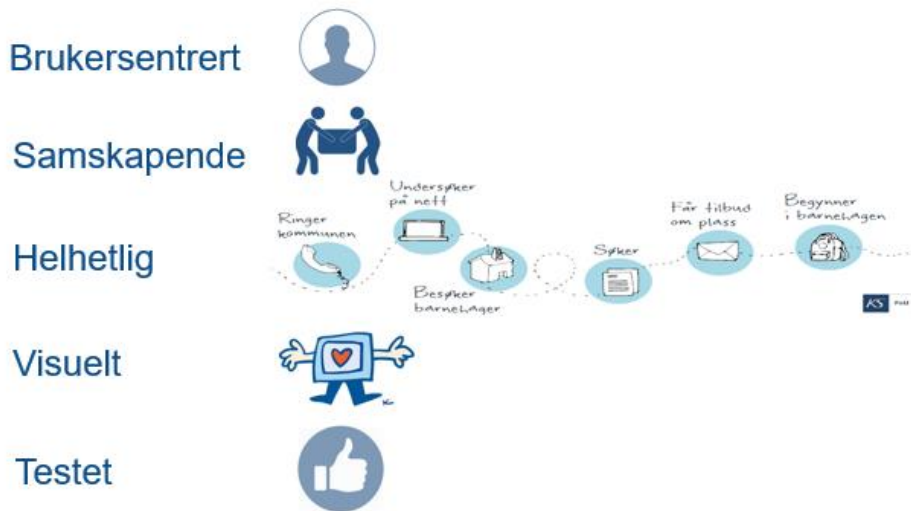 Brukersentrert
Samskapende
Helhetlig
Ringer
kommunen
Undersøker
på nett
Besøker
barnehager
Søker
Får tilbud
om plass
Begynner
i barnehagen
KS
Visuelt
Testet